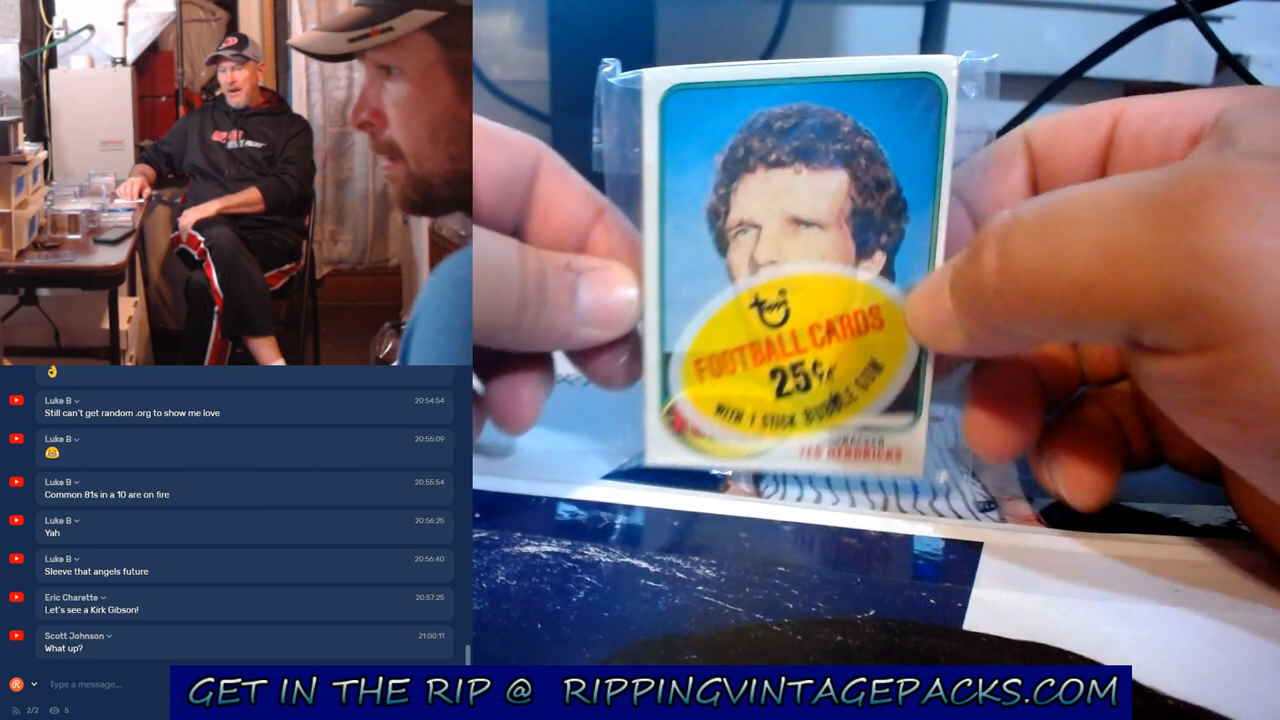 Luke B
20:54:54
Still can't get random .org to show me love
Luke B
20:55:09
Luke B
20:55:54
Common 81s in a 10 are on fire
Luke B
20:56:25
Yah
Luke B
20:56:40
Sleeve that angels future
Eric Charette
20:57:25
Let's see a Kirk Gibson!
Scott Johnson
21:00:11
What up?
Type a message...
2/2
5
FOOTBALL CARDS
25¢
WITH 1 STICK BUBBLE GUM
TED HENDRICKS
GET IN THE RIP @ RIPPINGVINTAGEPACKS.COM